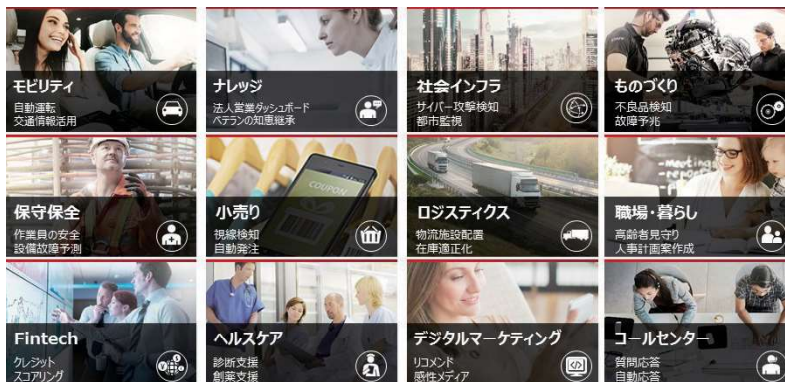 モビリティ
自動運転
交通情報活用
ナレッジ
法人営業ダッシュボード
ベテランの知恵継承
社会インフラ
サイバー攻撃検知
都市監視
ものづくり
不良品検知
故障予兆
保守保全
作業員の安全
設備故障予測
小売り
視線検知
自動発注
COUPON
ロジスティクス
物流施設配置
在庫適正化
職場・暮らし
高齢者見守り
人事計画案作成
Fintech
クレジット
スコアリング
ヘルスケア
診断支援
創薬支援
デジタルマーケティング
リコメンド
感性メディア
コールセンター
質問応答
自動応答